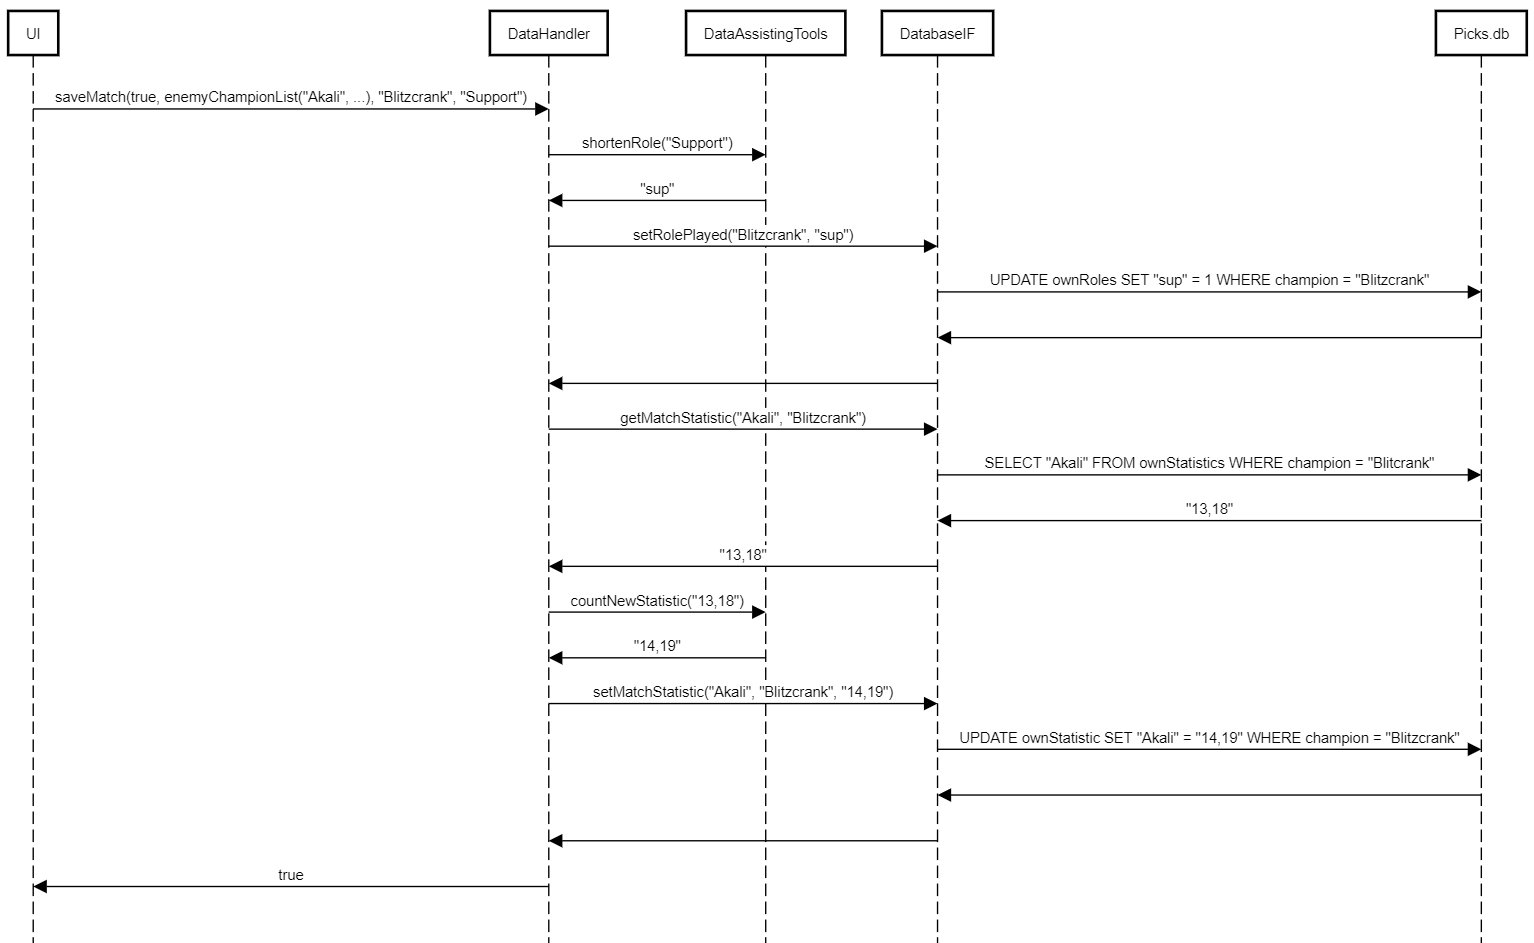 UI
DataHandler
DataAssistingTools
DatabaseIF
Picks.db
saveMatch(true, enemyChampionList("Akali", ...), "Blitzcrank", "Support")
shortenRole("Support")
"sup"
setRolePlayed("Blitzcrank", "sup")
UPDATE ownRoles SET "sup" = 1 WHERE champion = "Blitzcrank"
getMatchStatistic("Akali", "Blitzcrank")
SELECT "Akali" FROM ownStatistics WHERE champion = "Blitcrank"
"13,18"
"13,18"
countNewStatistic("13,18")
"14,19"
setMatchStatistic("Akali", "Blitzcrank", "14,19")
UPDATE ownStatistic SET "Akali" = "14,19" WHERE champion = "Blitzcrank"
true